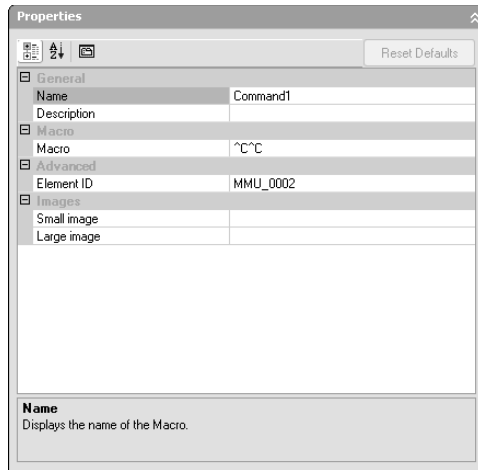 Properties
Reset Defaults
General
Name Command1
Description
Macro
Macro ^C^C
Advanced
Element ID MMU_0002
Images
Small image
Large image
Name
Displays the name of the Macro.